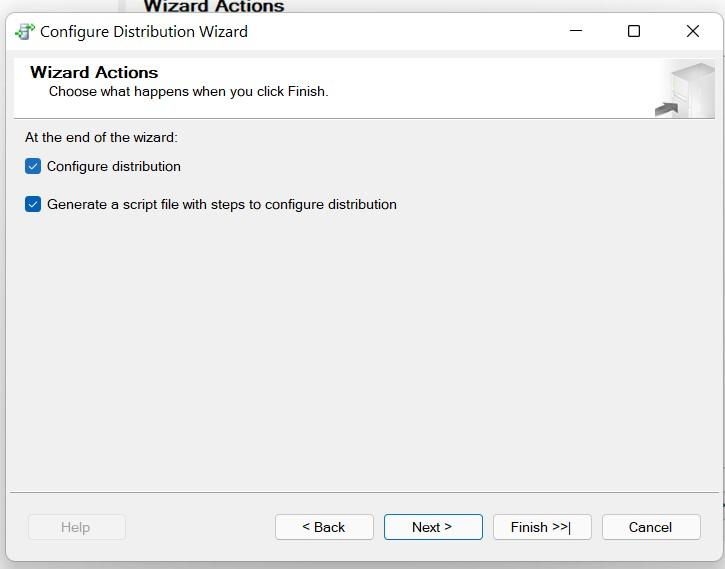 Wizard Actions
Configure Distribution Wizard
Wizard Actions
Choose what happens when you click Finish.
At the end of the wizard:
Configure distribution
Generate a script file with steps to configure distribution
Help
< Back
Next >
Finish >>|
Cancel